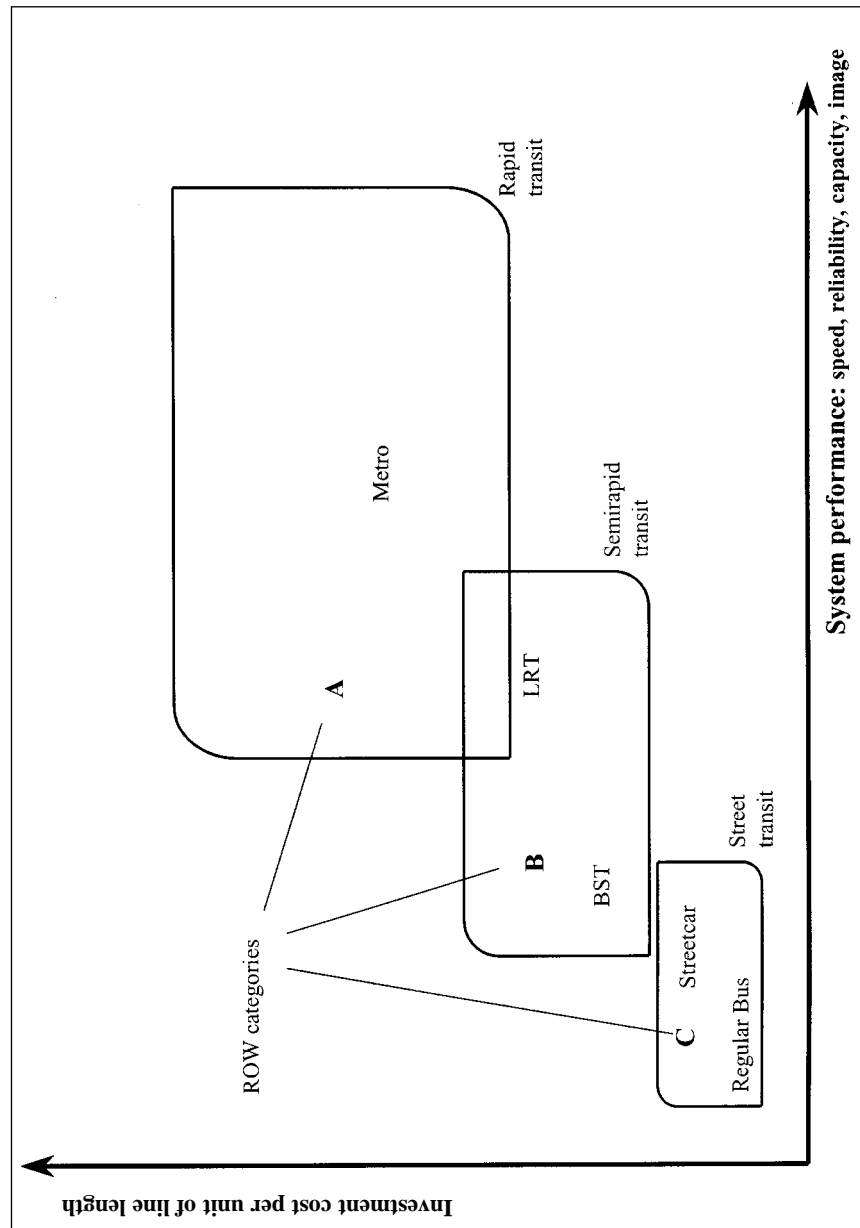 Investment cost per unit of line length
ROW categories
A
Metro
Rapid
transit
B
BST
LRT
Semirapid
transit
C
Streetcar
Regular Bus
Street
transit
System performance: speed, reliability, capacity, image